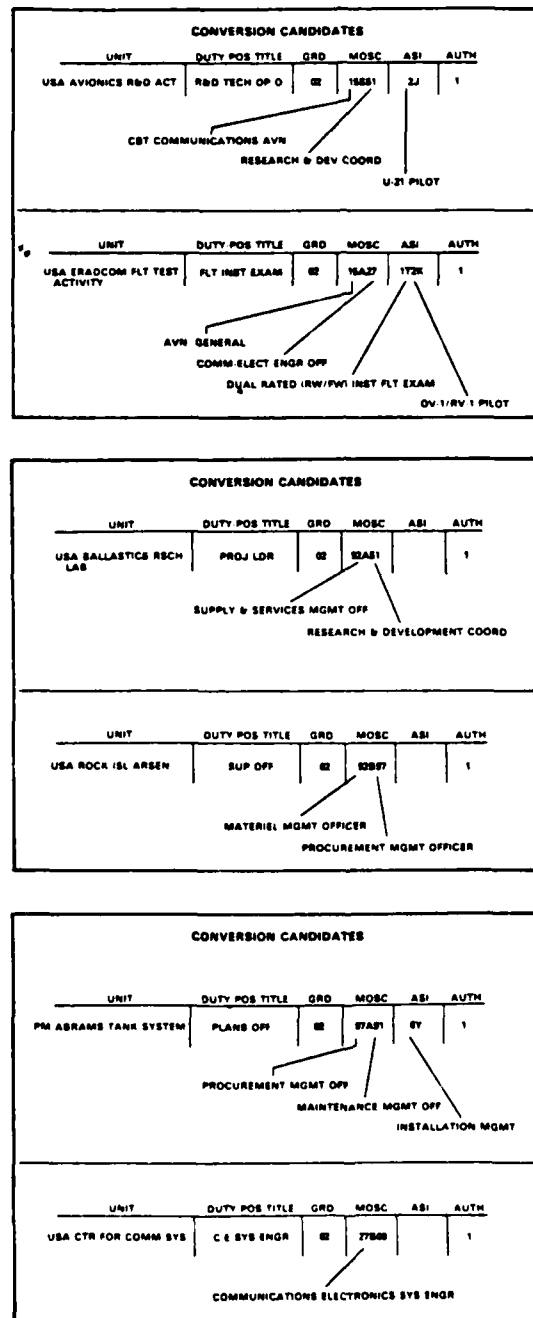 CONVERSION CANDIDATES
UNIT DUTY POS TITLE GRD MOSC ASI AUTH
USA AVIONICS R&D ACT R&D TECH OP O 02 15B51 2J 1
CBT COMMUNICATIONS AVN
RESEARCH & DEV COORD
U-21 PILOT
UNIT DUTY-POS TITLE GRD MOSC ASI AUTH
USA ERADCOM FLT TEST FLT INST EXAM 02 15A27 1T2K 1
ACTIVITY
AVN GENERAL
COMM-ELECT ENGR OFF
DUAL RATED (RW/FW) INST FLT EXAM
OV-1/RV-1 PILOT
CONVERSION CANDIDATES
UNIT DUTY-POS TITLE GRD MOSC ASI AUTH
USA BALLASTICS RSCH PROJ LDR 02 92A51 1
LAB
SUPPLY & SERVICES MGMT OFF
RESEARCH & DEVELOPMENT COORD
UNIT DUTY POS TITLE GRD MOSC ASI AUTH
USA ROCK ISL ARSEN SUP OFF 02 92B97 1
MATERIEL MGMT OFFICER
PROCUREMENT MGMT OFFICER
CONVERSION CANDIDATES
UNIT DUTY POS TITLE GRD MOSC ASI AUTH
PM ABRAMS TANK SYSTEM PLANS OFF 02 97A91 6Y 1
PROCUREMENT MGMT OFF
MAINTENANCE MGMT OFF
INSTALLATION MGMT
UNIT DUTY POS TITLE GRD MOSC ASI AUTH
USA CTR FOR COMM SYS C E SYS ENGR 02 1
COMMUNICATIONS ELECTRONICS SYS ENGR